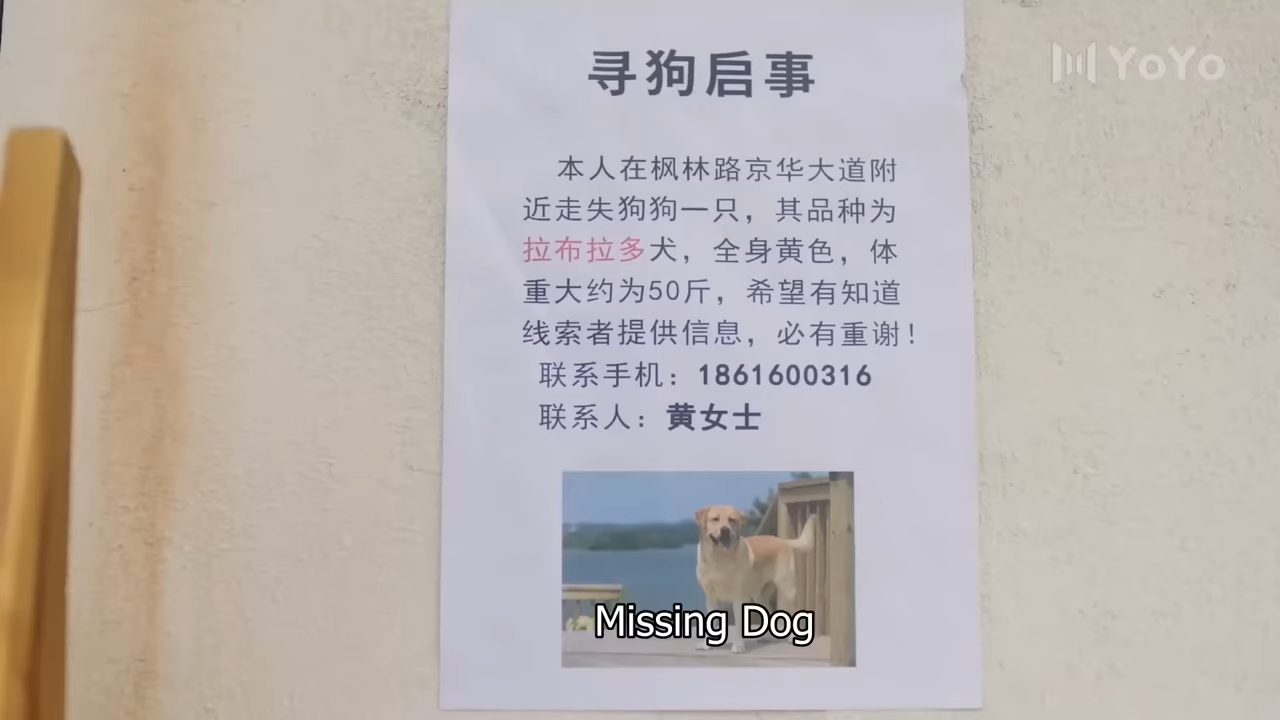 YoYo
寻狗启事
本人在枫林路京华大道附
近走失狗狗一只，其品种为
拉布拉多犬，全身黄色，体
重大约为50斤，希望有知道
线索者提供信息，必有重谢！
联系手机：1861600316
联系人：黄女士
Missing Dog